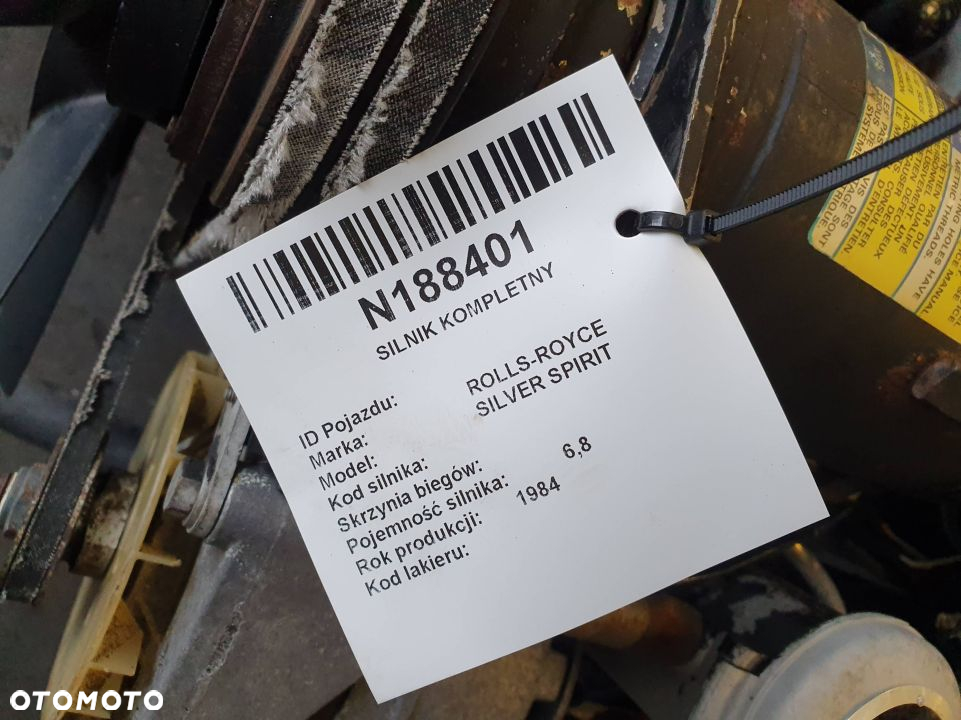 N188401
SILNIK KOMPLETNY
ID Pojazdu:
Marka: ROLLS-ROYCE
Model: SILVER SPIRIT
Kod silnika:
Skrzynia biegów:
Pojemność silnika: 6,8
Rok produkcji: 1984
Kod lakieru:
OTOMOTO